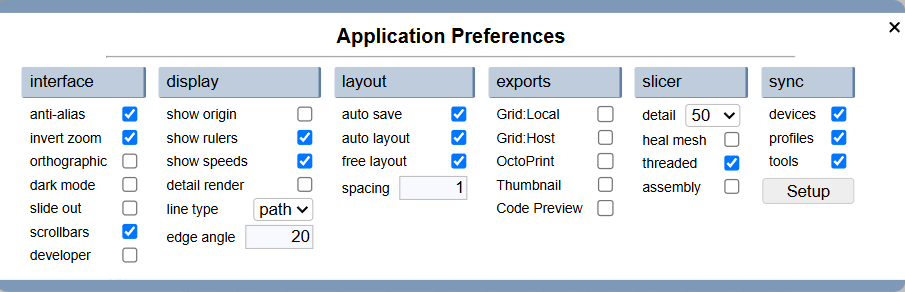 Application Preferences
interface
anti-alias
invert zoom
orthographic
dark mode
slide out
scrollbars
developer
display
show origin
show rulers
show speeds
detail render
line type path
edge angle 20
layout
auto save
auto layout
free layout
spacing 1
exports
Grid:Local
Grid:Host
OctoPrint
Thumbnail
Code Preview
slicer
detail 50
heal mesh
threaded
assembly
sync
devices
profiles
tools
Setup